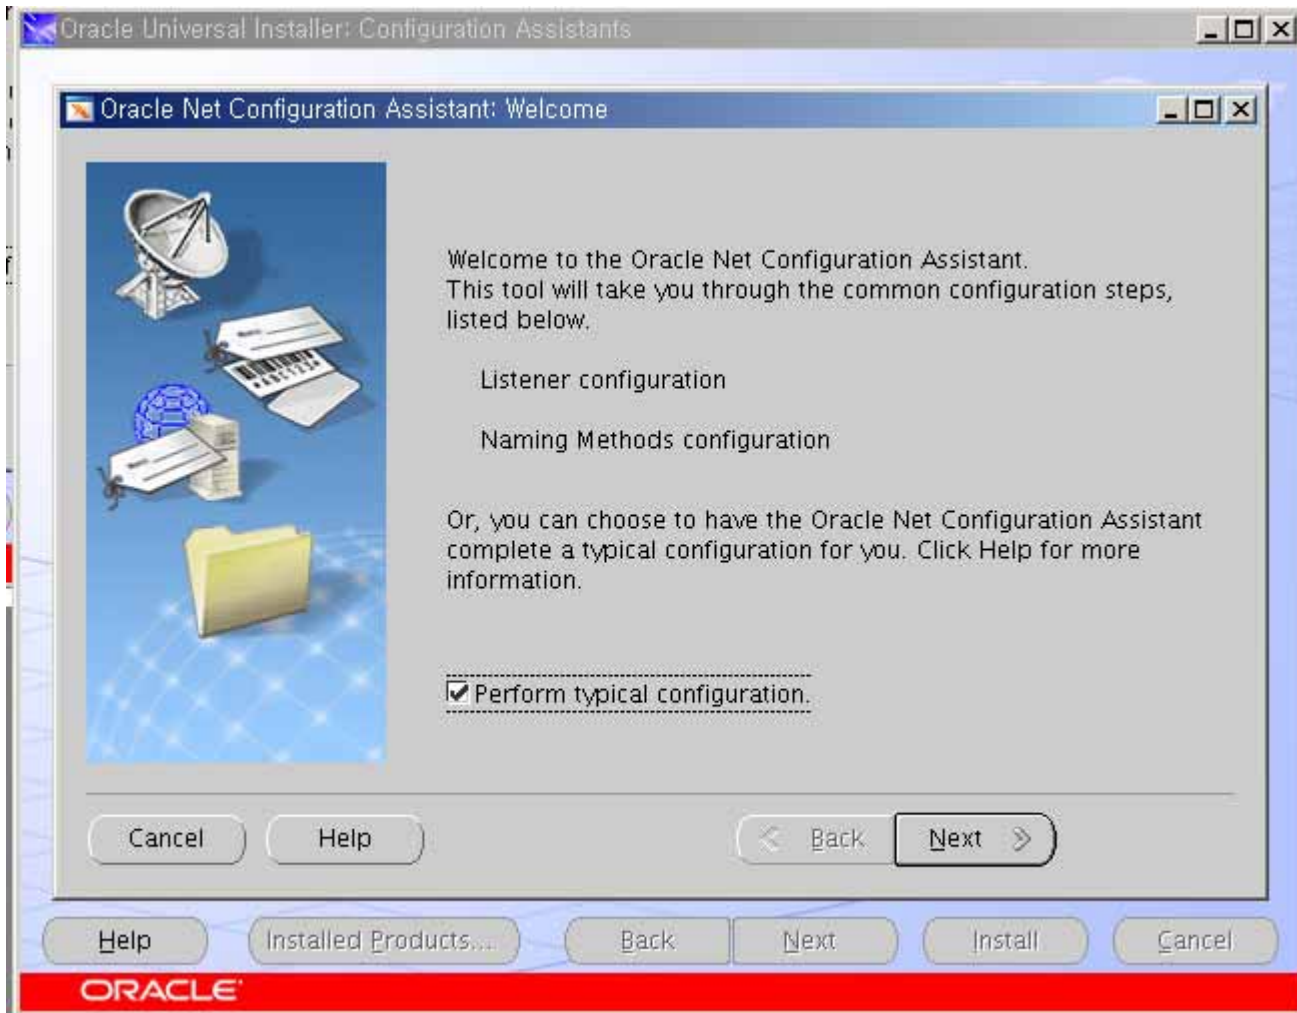 Oracle Universal Installer: Configuration Assistants
Oracle Net Configuration Assistant: Welcome
Welcome to the Oracle Net Configuration Assistant.
This tool will take you through the common configuration steps,
listed below.
Listener configuration
Naming Methods configuration
Or, you can choose to have the Oracle Net Configuration Assistant
complete a typical configuration for you. Click Help for more
information.
Perform typical configuration.
Cancel Help Back Next
Help Installed Products... Back Next Install Cancel
ORACLE